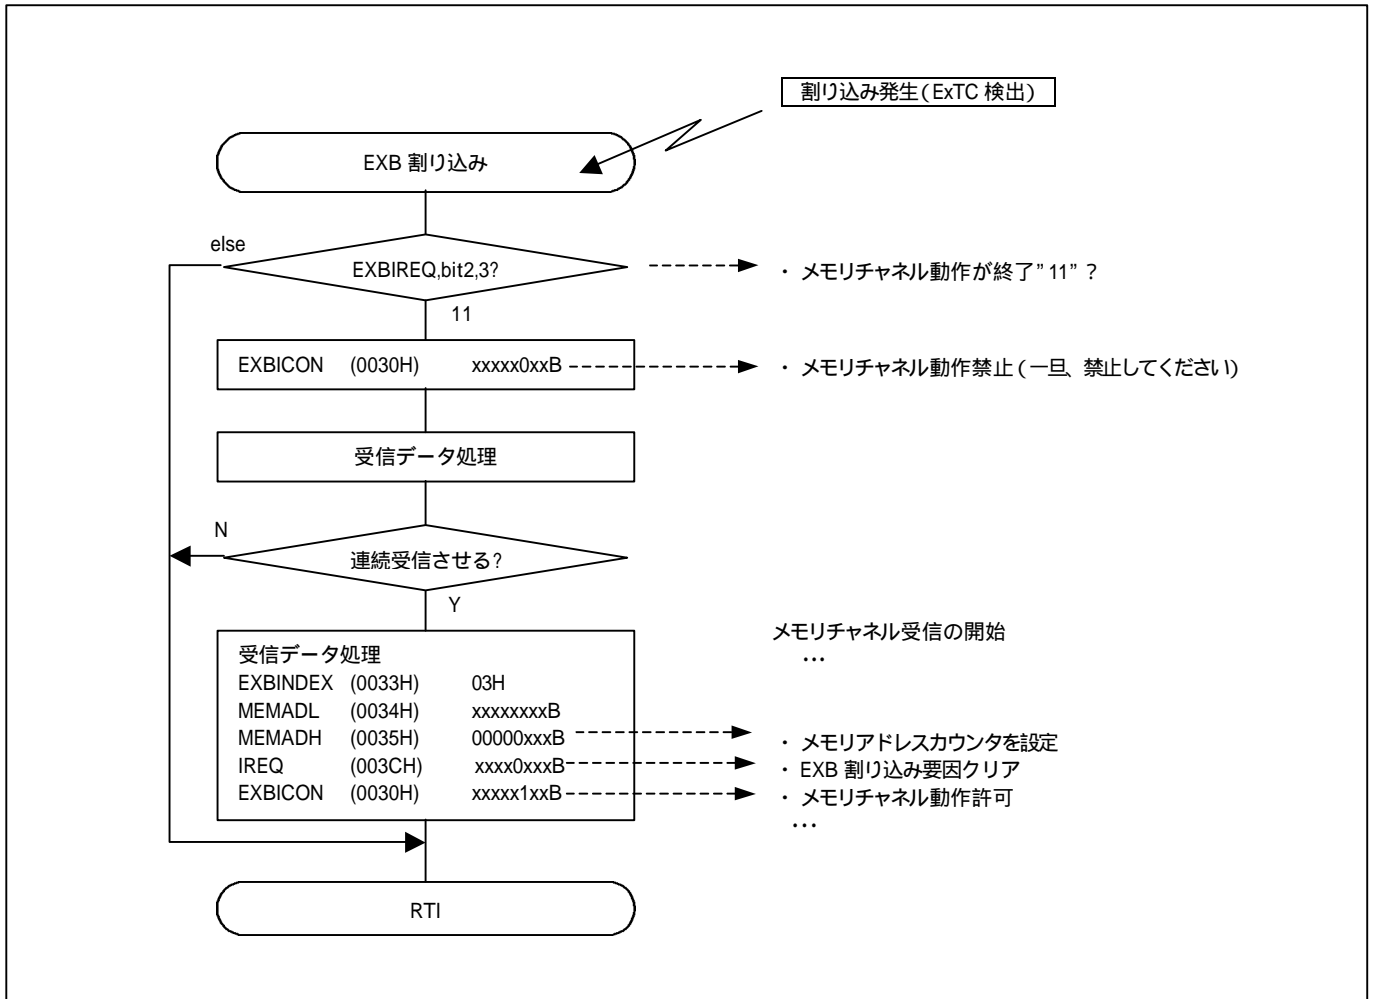 割り込み発生(ExTC 検出)
EXB 割り込み
else
EXBIREQ,bit2,3?
・ メモリチャネル動作が終了”11”?
11
EXBICON (0030H) xxxxx0xxB
・ メモリチャネル動作禁止(一旦、禁止してください)
受信データ処理
N
連続受信させる?
Y
メモリチャネル受信の開始
…
受信データ処理
EXBINDEX (0033H) 03H
MEMADL (0034H) xxxxxxxxB
MEMADH (0035H) 00000xxxB
・ メモリアドレスカウンタを設定
IREQ (003CH) xxxx0xxxB
・ EXB 割り込み要因クリア
EXBICON (0030H) xxxxx1xxB
・ メモリチャネル動作許可
…
RTI